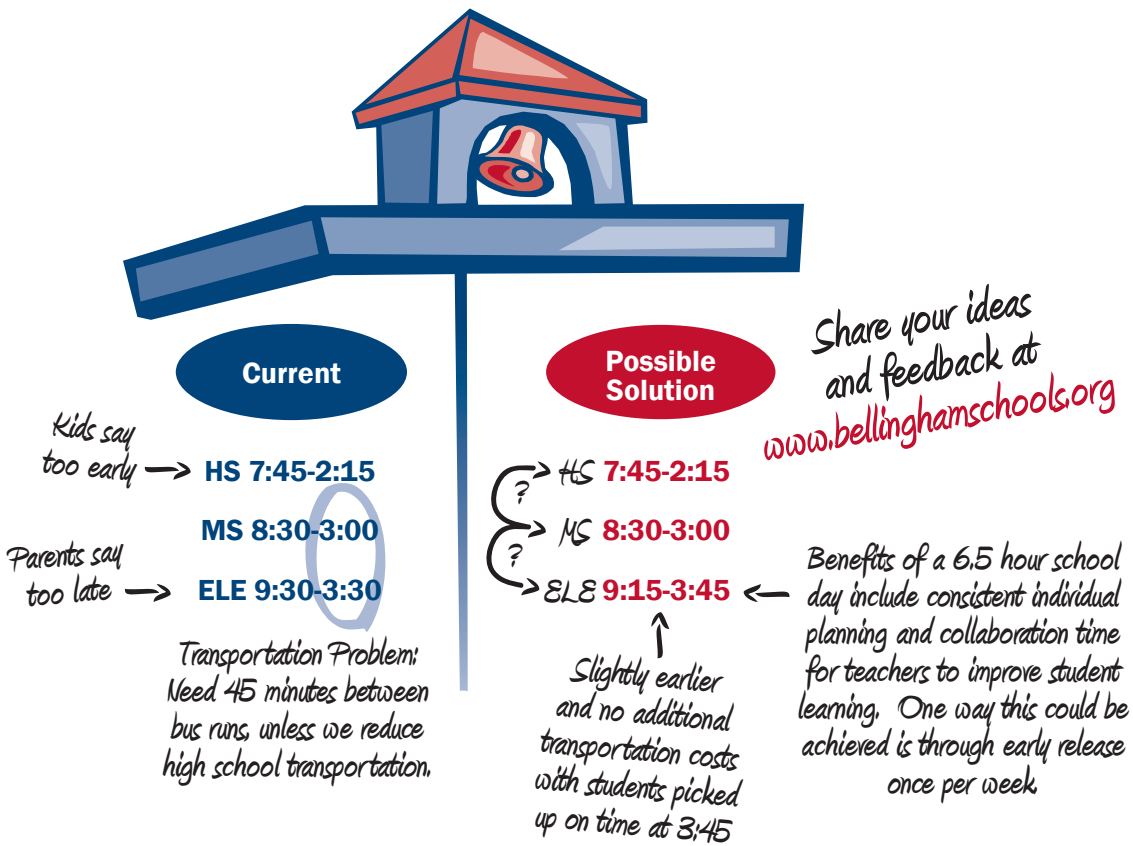 Current
Possible
Solution
Share your ideas
and feedback at
www.bellinghamschools.org
Kids say
too early
HS 7:45-2:15
MS 8:30-3:00
Parents say
too late
ELE 9:30-3:30
Transportation Problem:
Need 45 minutes between
bus runs, unless we reduce
high school transportation.
HS 7:45-2:15
?
MS 8:30-3:00
?
ELE 9:15-3:45
Slightly earlier
and no additional
transportation costs
with students picked
up on time at 3:45
Benefits of a 6.5 hour school
day include consistent individual
planning and collaboration time
for teachers to improve student
learning. One way this could be
achieved is through early release
once per week.